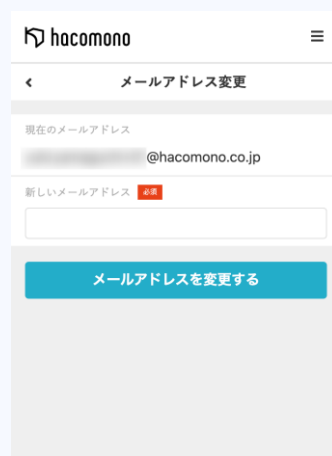 hacomono
メールアドレス変更
現在のメールアドレス
@hacomono.co.jp
新しいメールアドレス 必須
メールアドレスを変更する